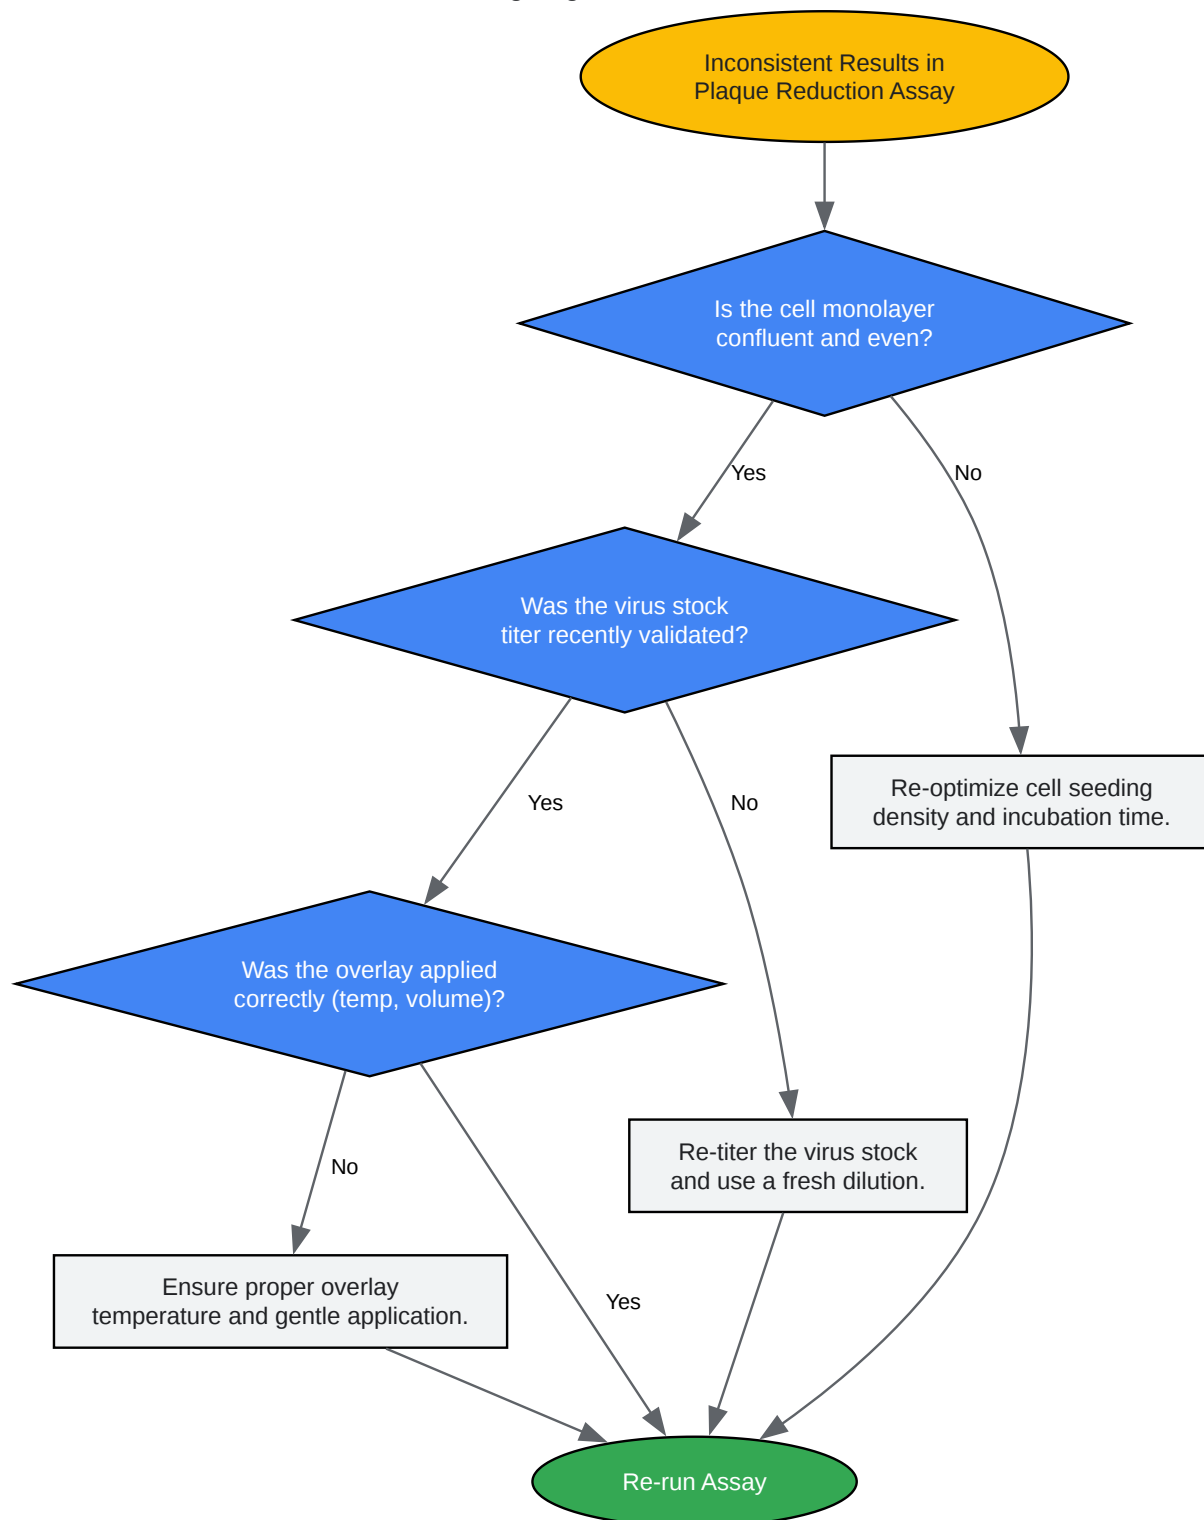 Inconsistent Results in
Plaque Reduction Assay
Is the cell monolayer
confluent and even?
Yes
No
Was the virus stock
titer recently validated?
Re-optimize cell seeding
density and incubation time.
Yes
No
Was the overlay applied
correctly (temp, volume)?
Re-titer the virus stock
and use a fresh dilution.
No
Ensure proper overlay
temperature and gentle application.
Yes
Re-run Assay